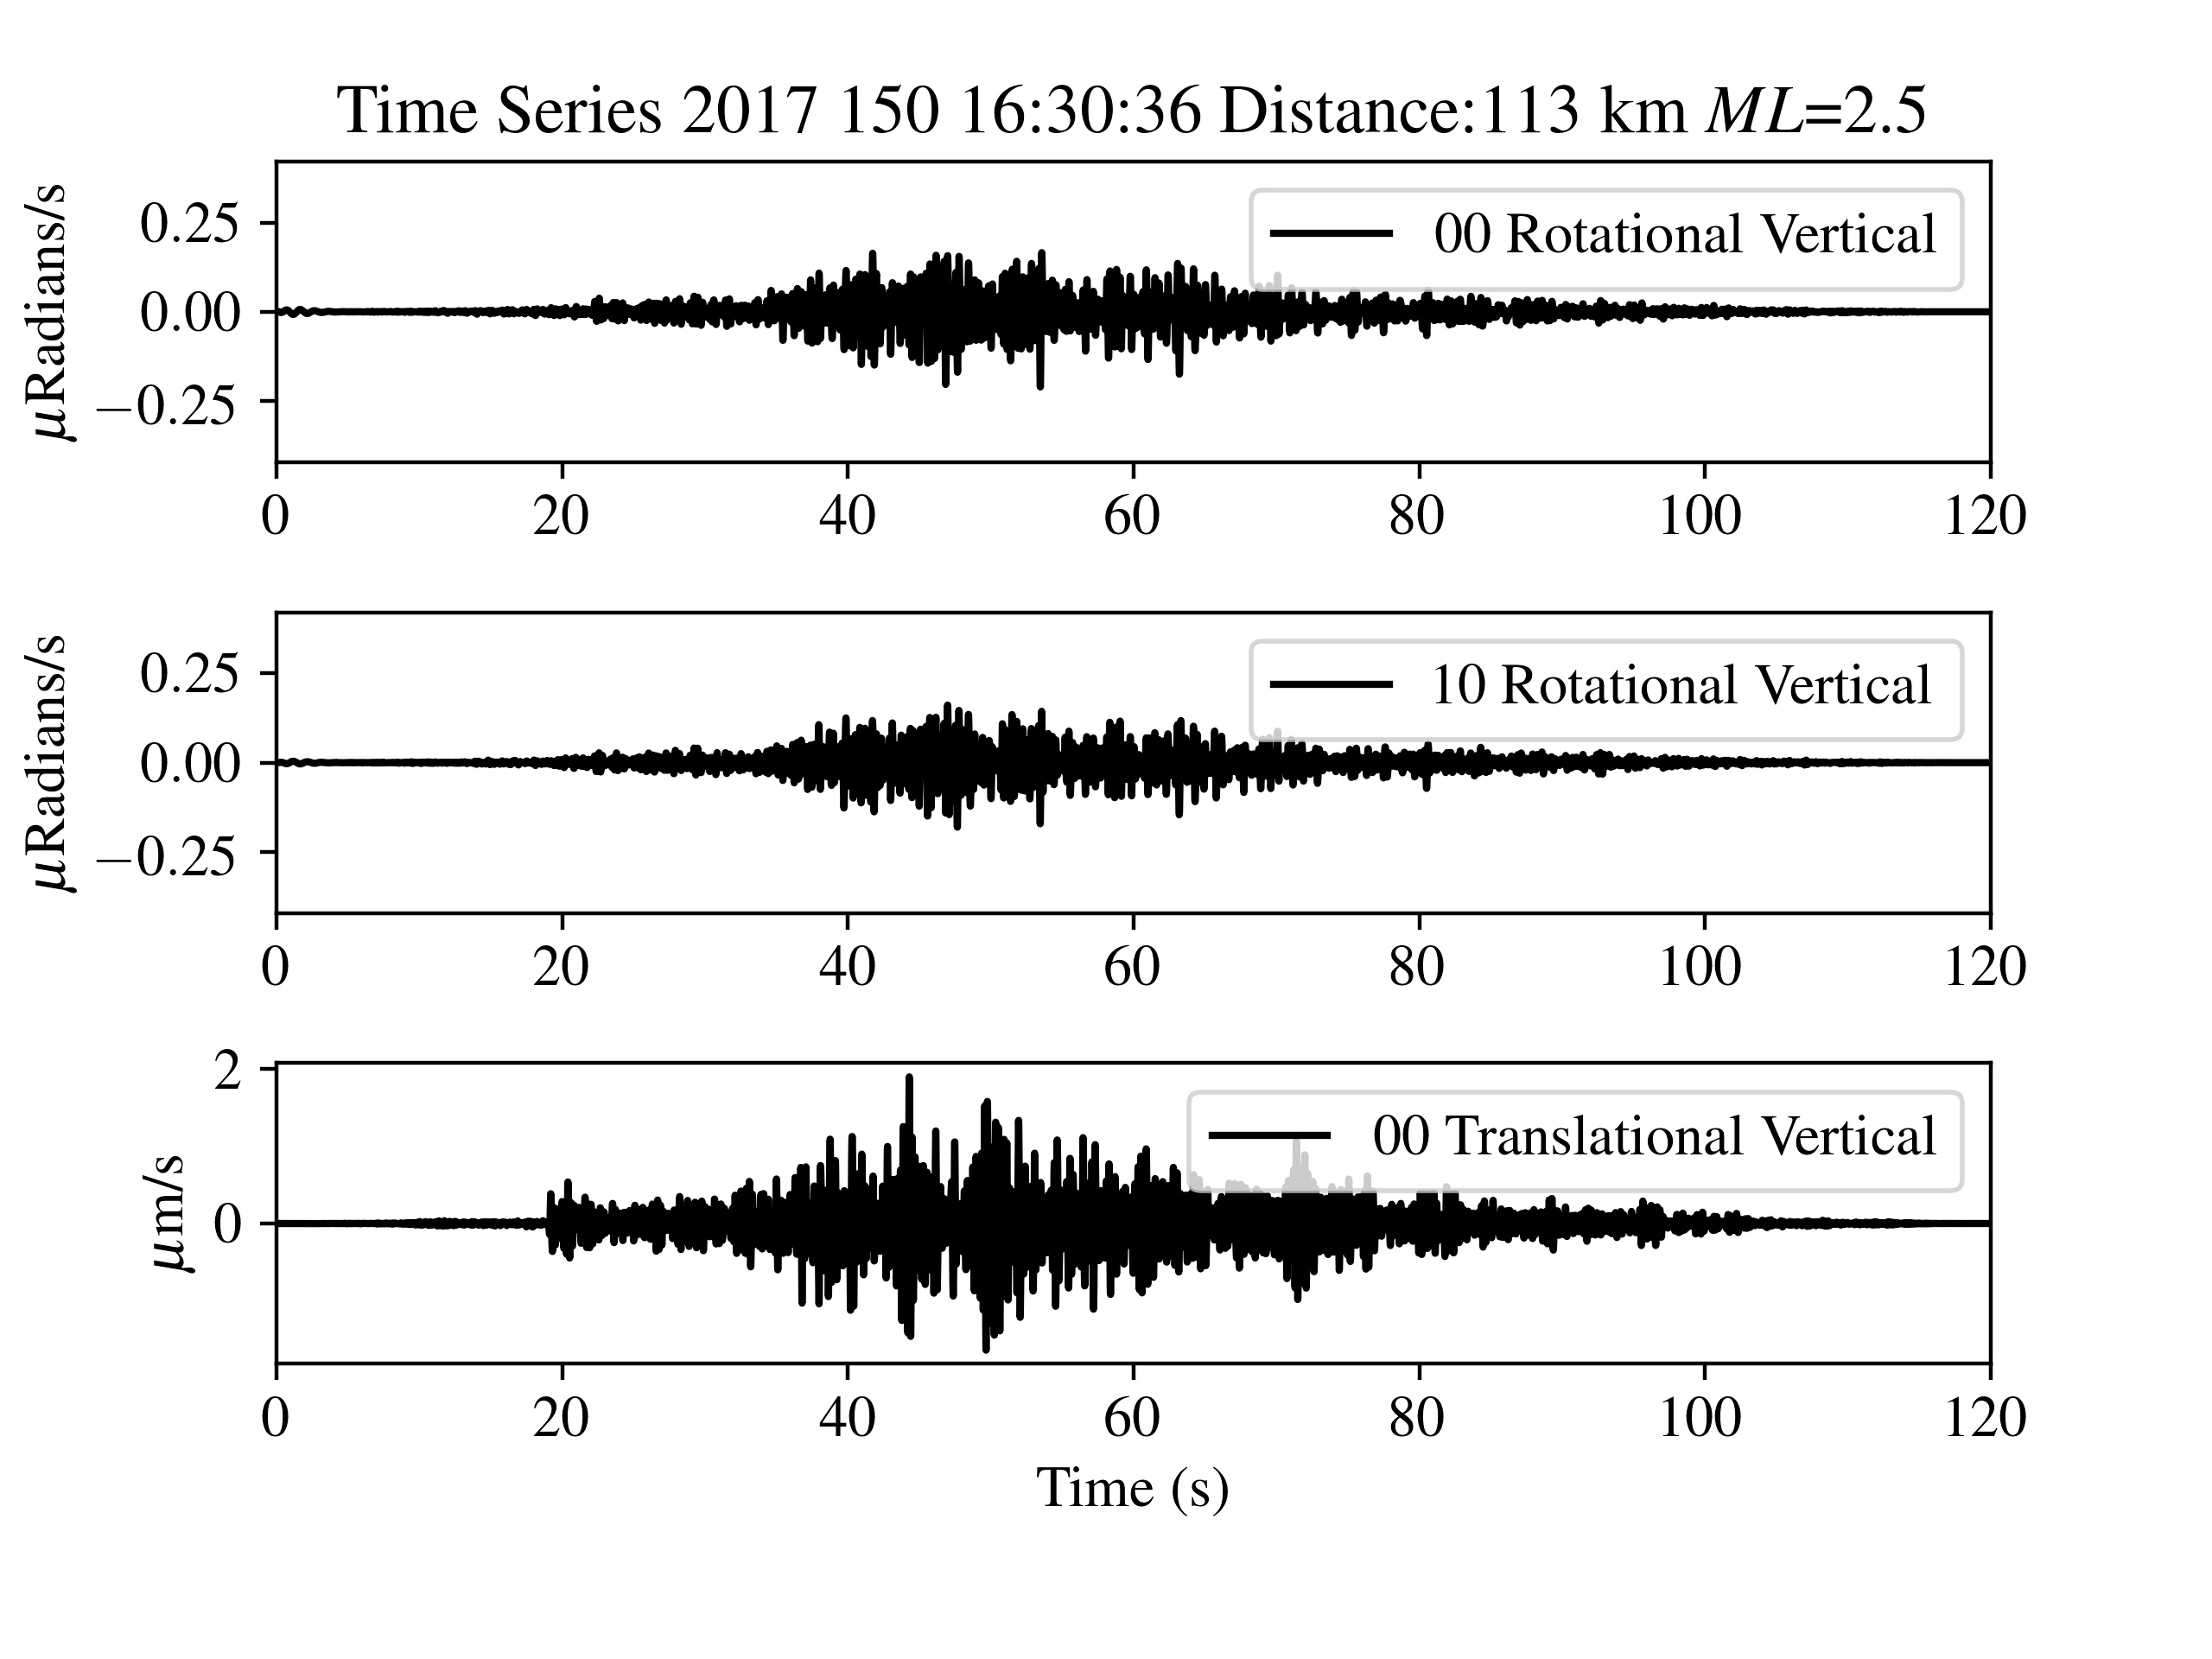 Time Series 2017 150 16:30:36 Distance:113 km ML=2.5
μRadians/s
0.25
0.00
−0.25
00 Rotational Vertical
0 20 40 60 80 100 120
μRadians/s
0.25
0.00
−0.25
10 Rotational Vertical
0 20 40 60 80 100 120
μm/s
2
0
00 Translational Vertical
0 20 40 60 80 100 120
Time (s)